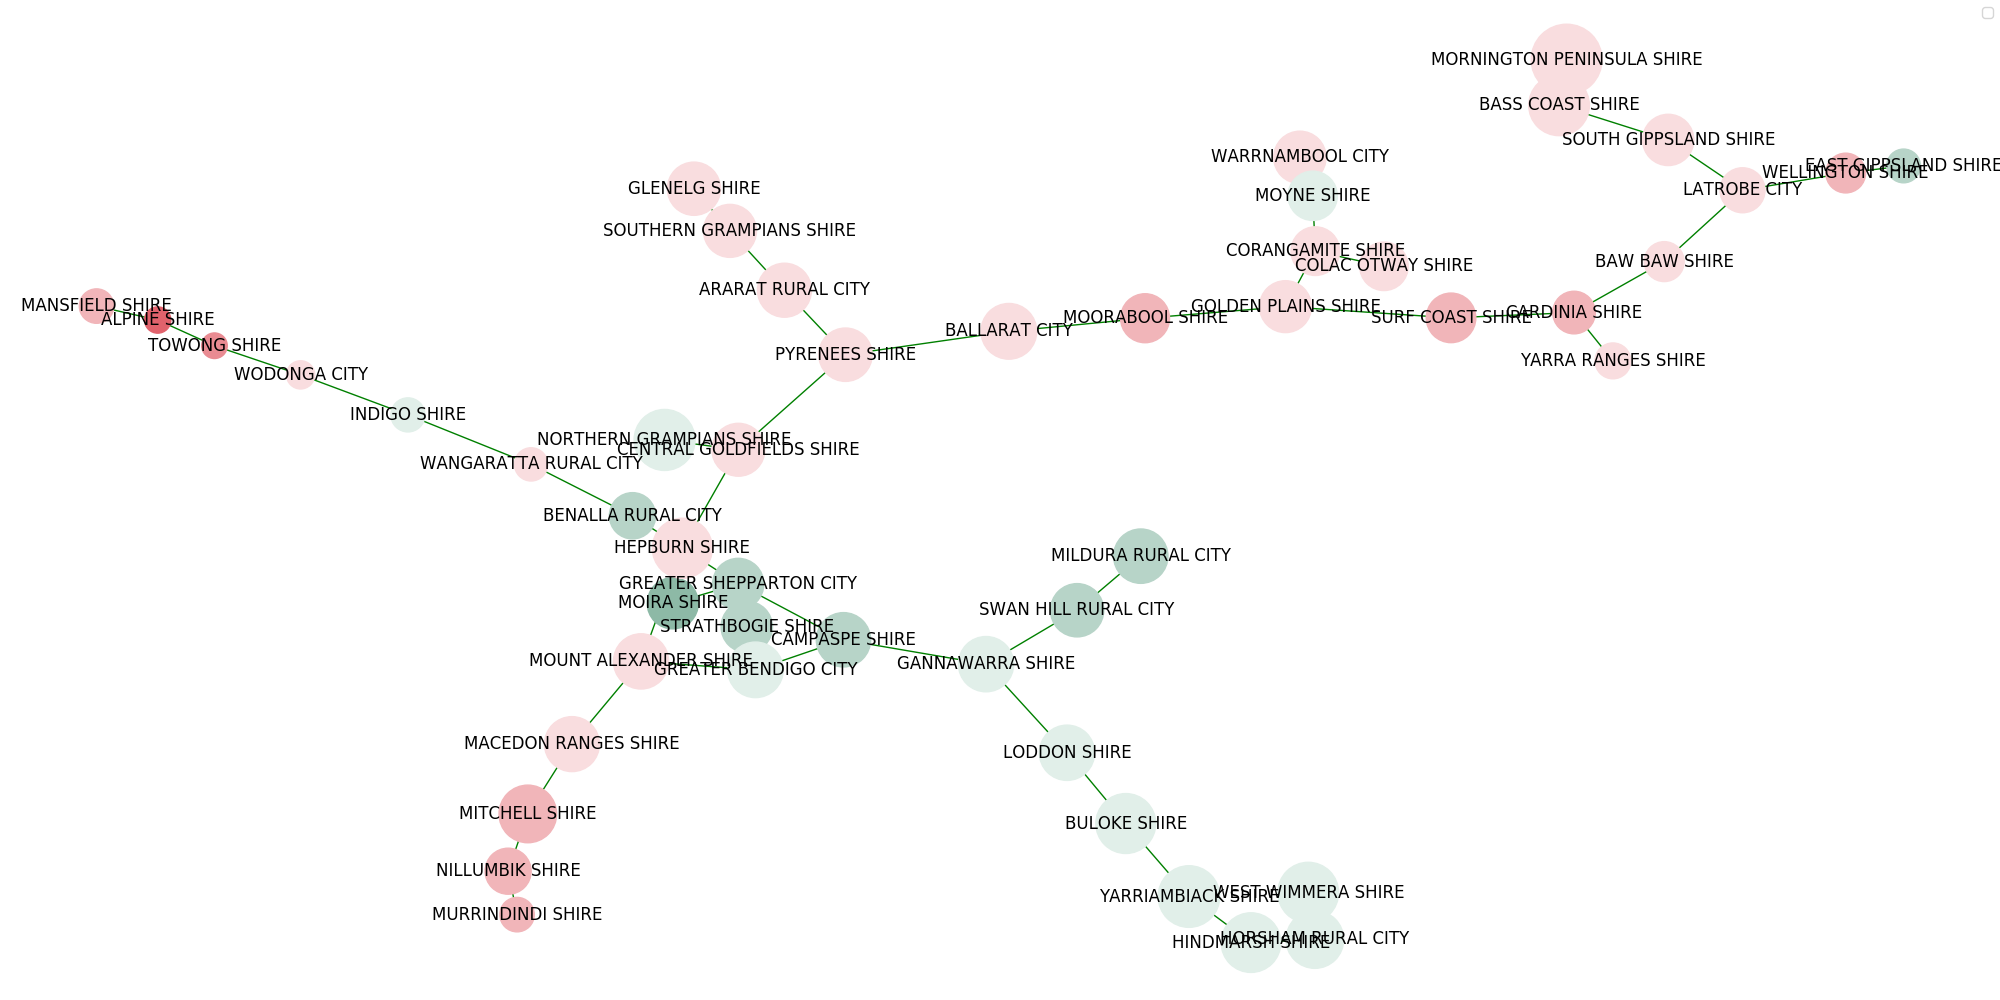 MORNINGTON PENINSULA SHIRE
BASS COAST SHIRE
SOUTH GIPPSLAND SHIRE
WARRNAMBOOL CITY
EAST GIPPSLAND SHIRE
WELLINGTON SHIRE
GLENELG SHIRE
LATROBE CITY
MOYNE SHIRE
SOUTHERN GRAMPIANS SHIRE
CORANGAMITE SHIRE
COLAC OTWAY SHIRE
BAW BAW SHIRE
ARARAT RURAL CITY
MANSFIELD SHIRE
GOLDEN PLAINS SHIRE
CARDINIA SHIRE
ALPINE SHIRE
MOORABOOL SHIRE
SURF COAST SHIRE
BALLARAT CITY
TOWONG SHIRE
PYRENEES SHIRE
YARRA RANGES SHIRE
WODONGA CITY
INDIGO SHIRE
NORTHERN GRAMPIANS SHIRE
CENTRAL GOLDFIELDS SHIRE
WANGARATTA RURAL CITY
BENALLA RURAL CITY
HEPBURN SHIRE
MILDURA RURAL CITY
GREATER SHEPPARTON CITY
MOIRA SHIRE
SWAN HILL RURAL CITY
STRATHBOGIE SHIRE
CAMPASPE SHIRE
MOUNT ALEXANDER SHIRE
GANNAWARRA SHIRE
GREATER BENDIGO CITY
MACEDON RANGES SHIRE
LODDON SHIRE
MITCHELL SHIRE
BULOKE SHIRE
NILLUMBIK SHIRE
WEST WIMMERA SHIRE
YARRIAMBIACK SHIRE
MURRINDINDI SHIRE
HORSHAM RURAL CITY
HINDMARSH SHIRE